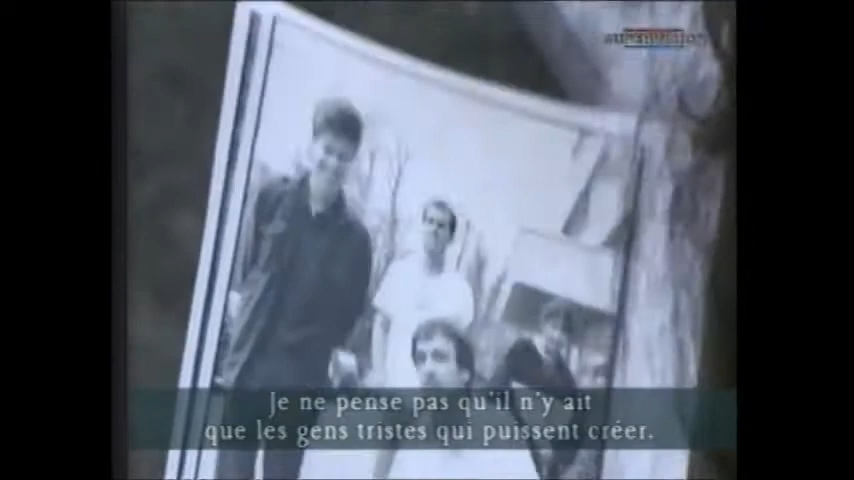 Je ne pense pas qu'il n'y ait
que les gens tristes qui puissent créer.